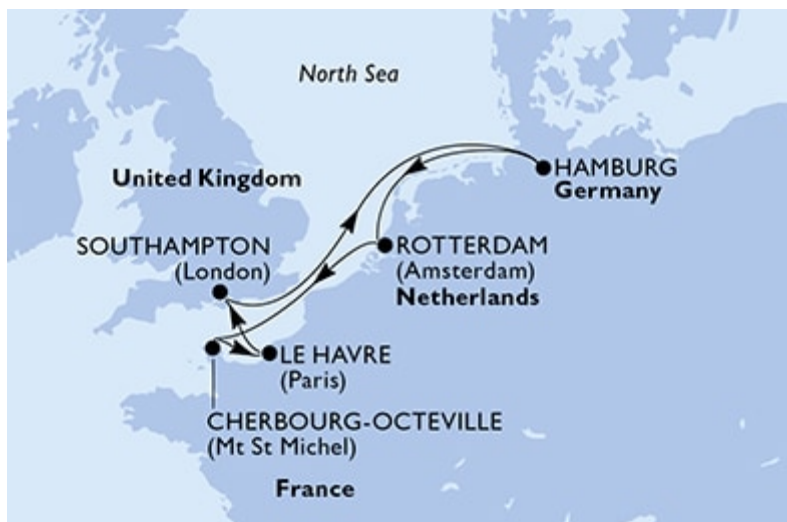 North Sea
HAMBURG
Germany
United Kingdom
SOUTHAMPTON
(London)
ROTTERDAM
(Amsterdam)
Netherlands
LE HAVRE
(Paris)
CHERBOURG-OCTEVILLE
(Mt St Michel)
France